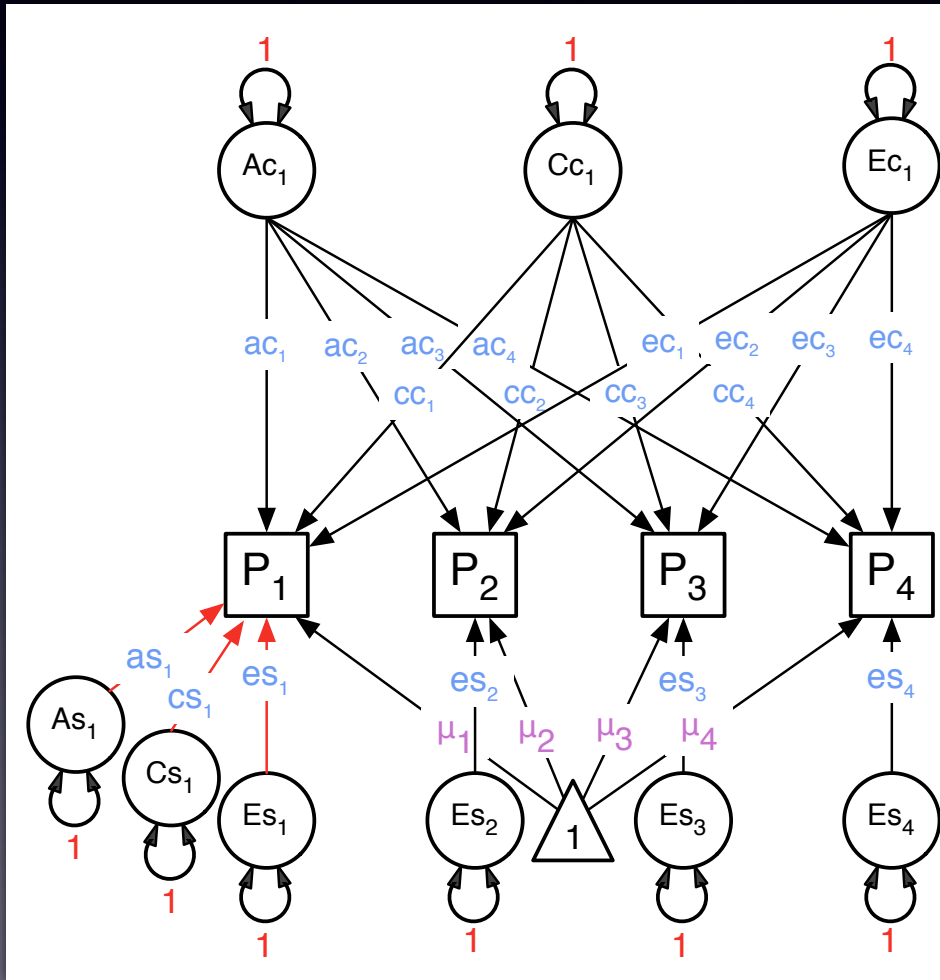 1 1 1
Ac₁ Cc₁ Ec₁
ac₁ ac₂ ac₃ ac₄ ec₁ ec₂ ec₃ ec₄
cc₁ cc₂ cc₃ cc₄
P₁ P₂ P₃ P₄
as₁ cs₁ es₁ es₂ es₃ es₄
μ₁ μ₂ μ₃ μ₄
As₁ Cs₁ Es₁ Es₂ 1 Es₃ Es₄
1 1 1 1 1 1